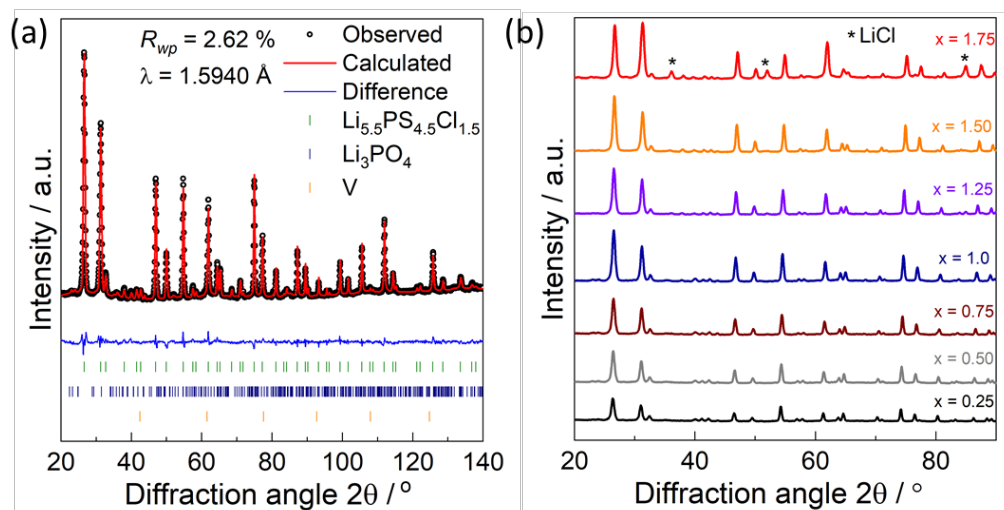 (a)
R_wp = 2.62 %
λ = 1.5940 Å
Observed
Calculated
Difference
Li₅.₅PS₄.₅Cl₁.₅
Li₃PO₄
V
Intensity / a.u.
20 40 60 80 100 120 140
Diffraction angle 2θ / °
(b)
* LiCl
x = 1.75
* * *
x = 1.50
x = 1.25
x = 1.0
x = 0.75
x = 0.50
x = 0.25
Intensity / a.u.
20 40 60 80
Diffraction angle 2θ / °